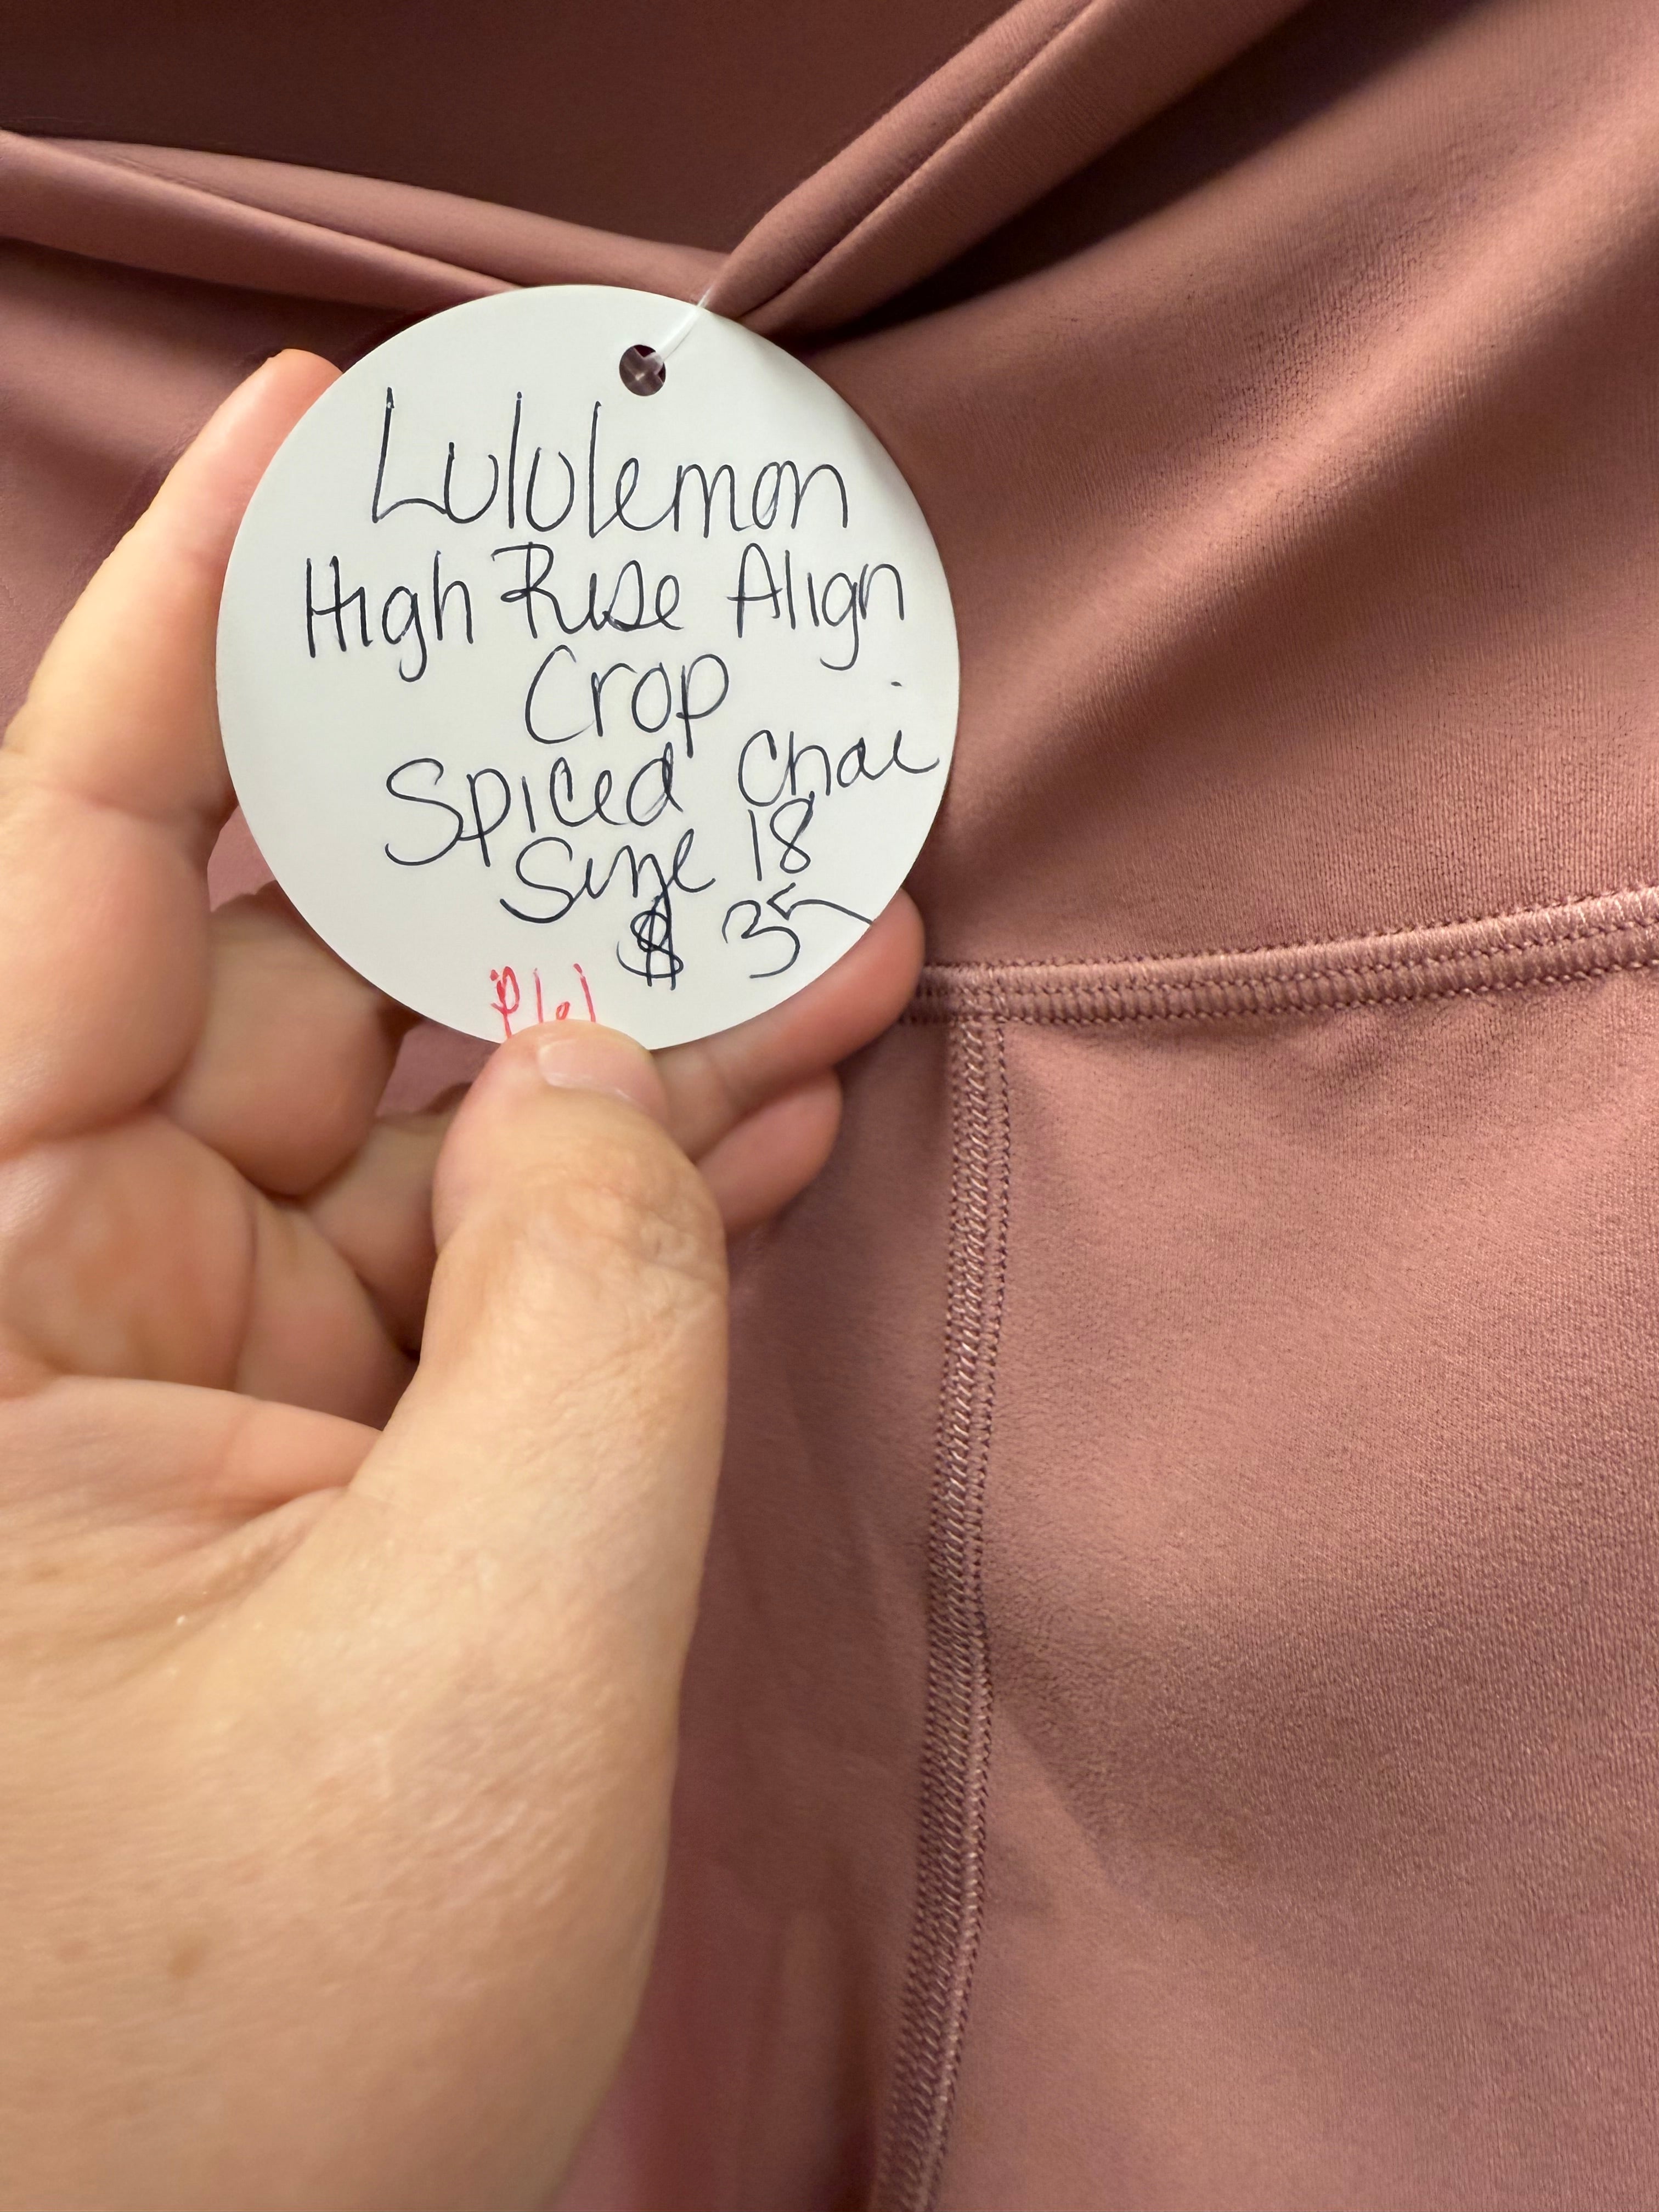 Lululemon
High Rise Align
Crop
Spiced Chai
Size 18
$ 35